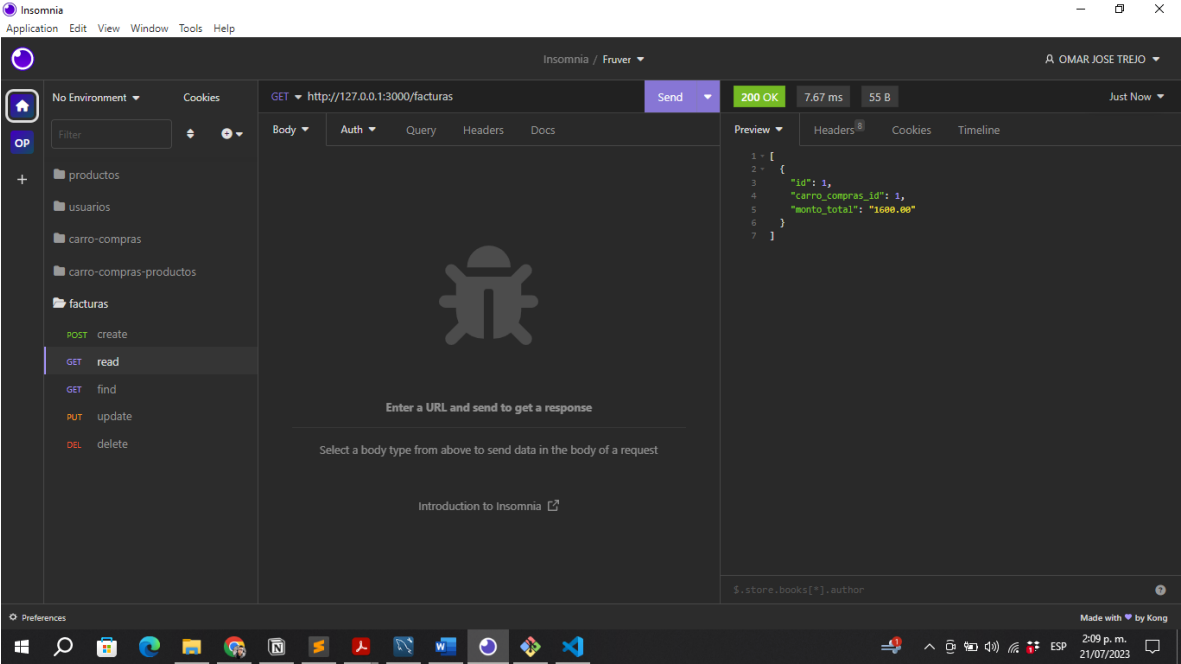 Insomnia
Application Edit View Window Tools Help
Insomnia / Fruver
OMAR JOSE TREJO
No Environment
Cookies
GET http://127.0.0.1:3000/facturas
Send
200 OK
7.67 ms
55 B
Just Now
Filter
OP
Body
Auth
Query
Headers
Docs
Preview
Headers 8
Cookies
Timeline
productos
usuarios
carro-compras
carro-compras-productos
facturas
POST create
GET read
GET find
PUT update
DEL delete
Enter a URL and send to get a response
Select a body type from above to send data in the body of a request
Introduction to Insomnia
1 [
2 {
3 "id": 1,
4 "carro_compras_id": 1,
5 "monto_total": "1600.00"
6 }
7 ]
$.store.books[*].author
Preferences
Made with by Kong
ESP
2:09 p. m.
21/07/2023